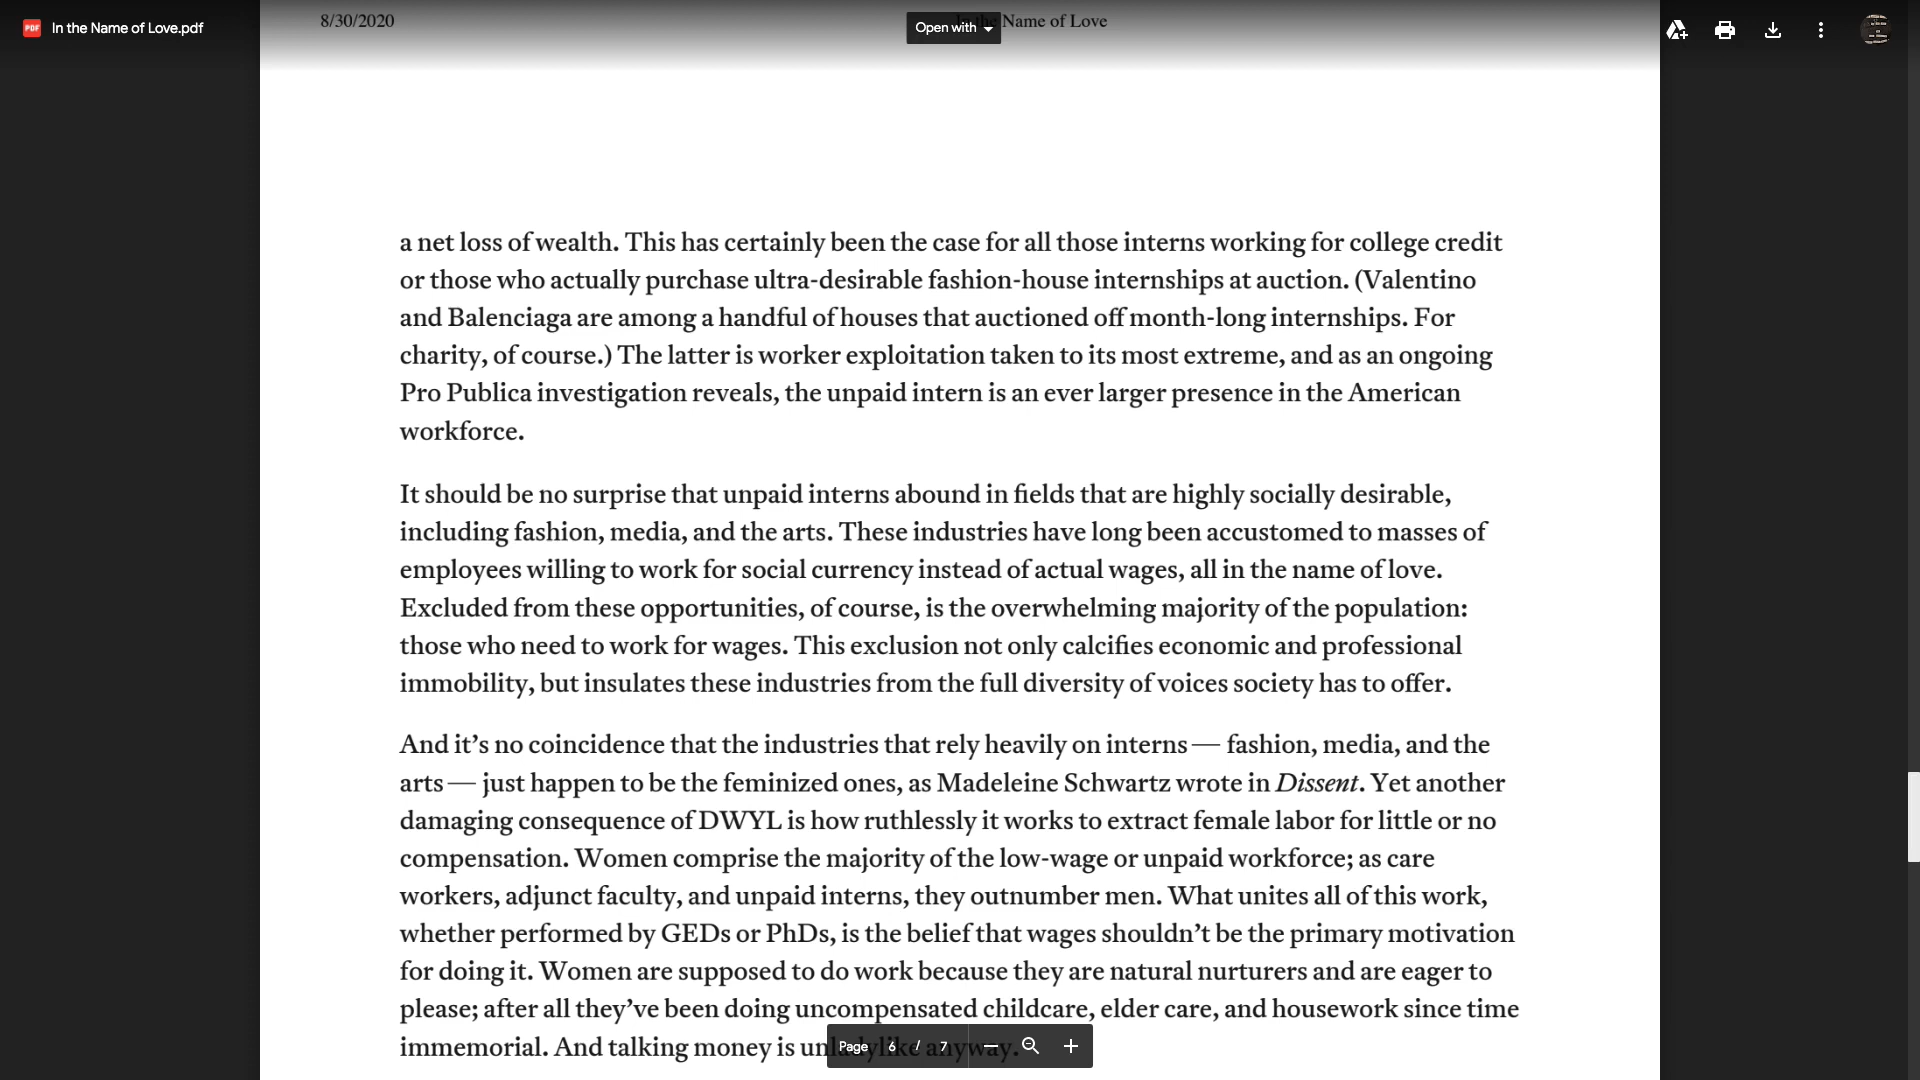 In the Name of Love.pdf
8/30/2020
Open with
the Name of Love
a net loss of wealth. This has certainly been the case for all those interns working for college credit
or those who actually purchase ultra-desirable fashion-house internships at auction. (Valentino
and Balenciaga are among a handful of houses that auctioned off month-long internships. For
charity, of course.) The latter is worker exploitation taken to its most extreme, and as an ongoing
Pro Publica investigation reveals, the unpaid intern is an ever larger presence in the American
workforce.
It should be no surprise that unpaid interns abound in fields that are highly socially desirable,
including fashion, media, and the arts. These industries have long been accustomed to masses of
employees willing to work for social currency instead of actual wages, all in the name of love.
Excluded from these opportunities, of course, is the overwhelming majority of the population:
those who need to work for wages. This exclusion not only calcifies economic and professional
immobility, but insulates these industries from the full diversity of voices society has to offer.
And it’s no coincidence that the industries that rely heavily on interns — fashion, media, and the
arts — just happen to be the feminized ones, as Madeleine Schwartz wrote in Dissent. Yet another
damaging consequence of DWYL is how ruthlessly it works to extract female labor for little or no
compensation. Women comprise the majority of the low-wage or unpaid workforce; as care
workers, adjunct faculty, and unpaid interns, they outnumber men. What unites all of this work,
whether performed by GEDs or PhDs, is the belief that wages shouldn’t be the primary motivation
for doing it. Women are supposed to do work because they are natural nurturers and are eager to
please; after all they’ve been doing uncompensated childcare, elder care, and housework since time
immemorial. And talking money is unladylike anyway.
Page 6 / 7